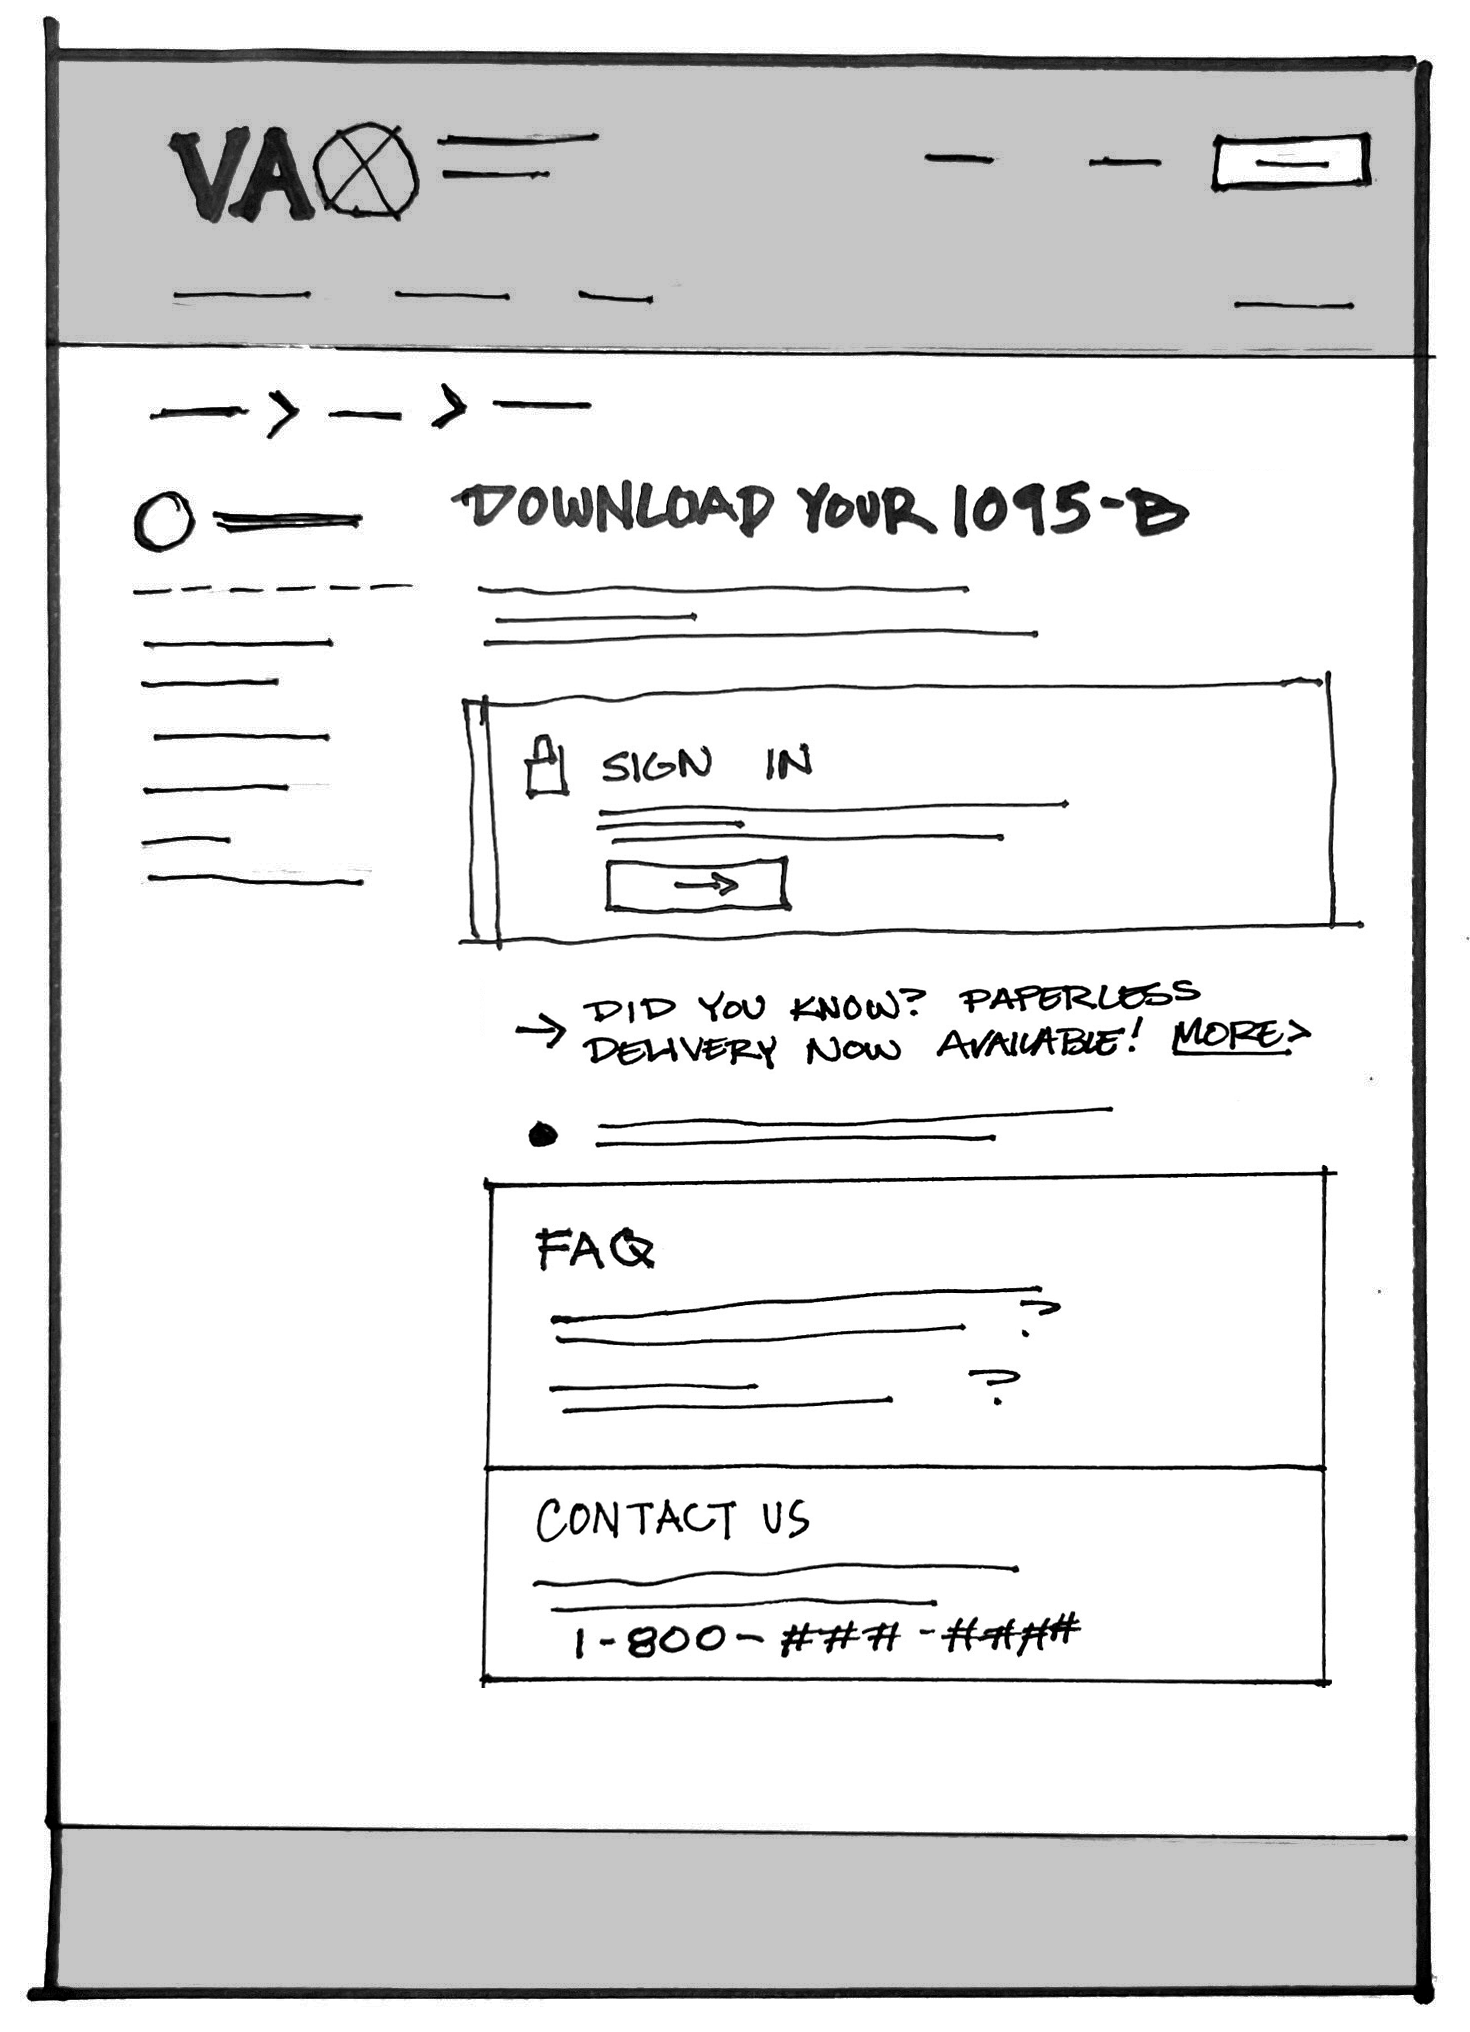 VA
DOWNLOAD YOUR 1095-B
SIGN IN
→ DID YOU KNOW? PAPERLESS
DELIVERY NOW AVAILABLE! MORE>
FAQ
?
?
CONTACT US
1-800-###-####